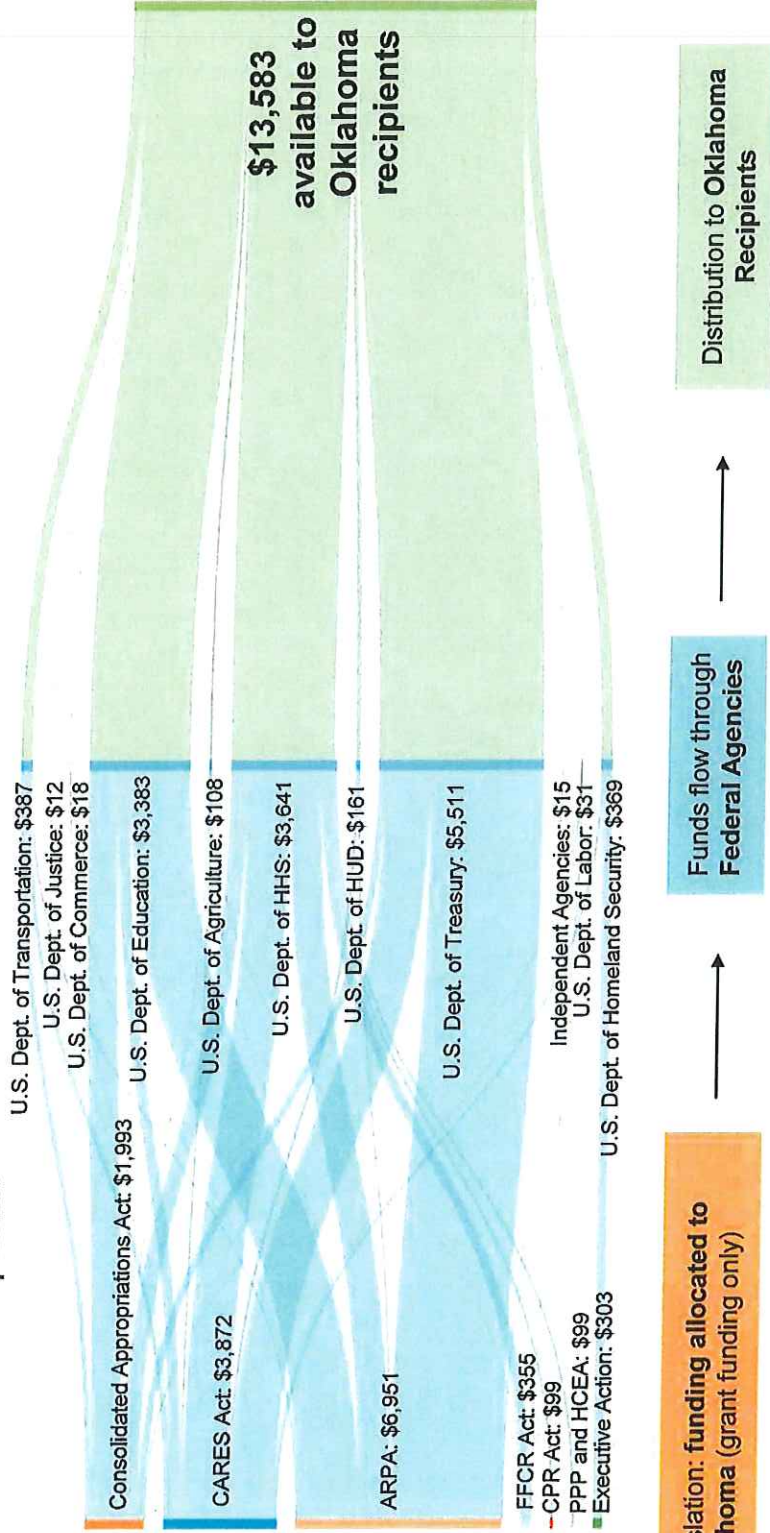 Consolidated Appropriations Act: $1,993
CARES Act: $3,872
ARPA: $6,951
FFCR Act: $355
CPR Act: $99
PPP and HCEA: $99
Executive Action: $303
U.S. Dept. of Transportation: $387
U.S. Dept. of Justice: $12
U.S. Dept. of Commerce: $18
U.S. Dept. of Education: $3,383
U.S. Dept. of Agriculture: $108
U.S. Dept. of HHS: $3,641
U.S. Dept. of HUD: $161
U.S. Dept. of Treasury: $5,511
Independent Agencies: $15
U.S. Dept. of Labor: $31
U.S. Dept. of Homeland Security: $369
$13,583
available to
Oklahoma
recipients
funding allocated to
(grant funding only)
Funds flow through
Federal Agencies
Distribution to Oklahoma
Recipients